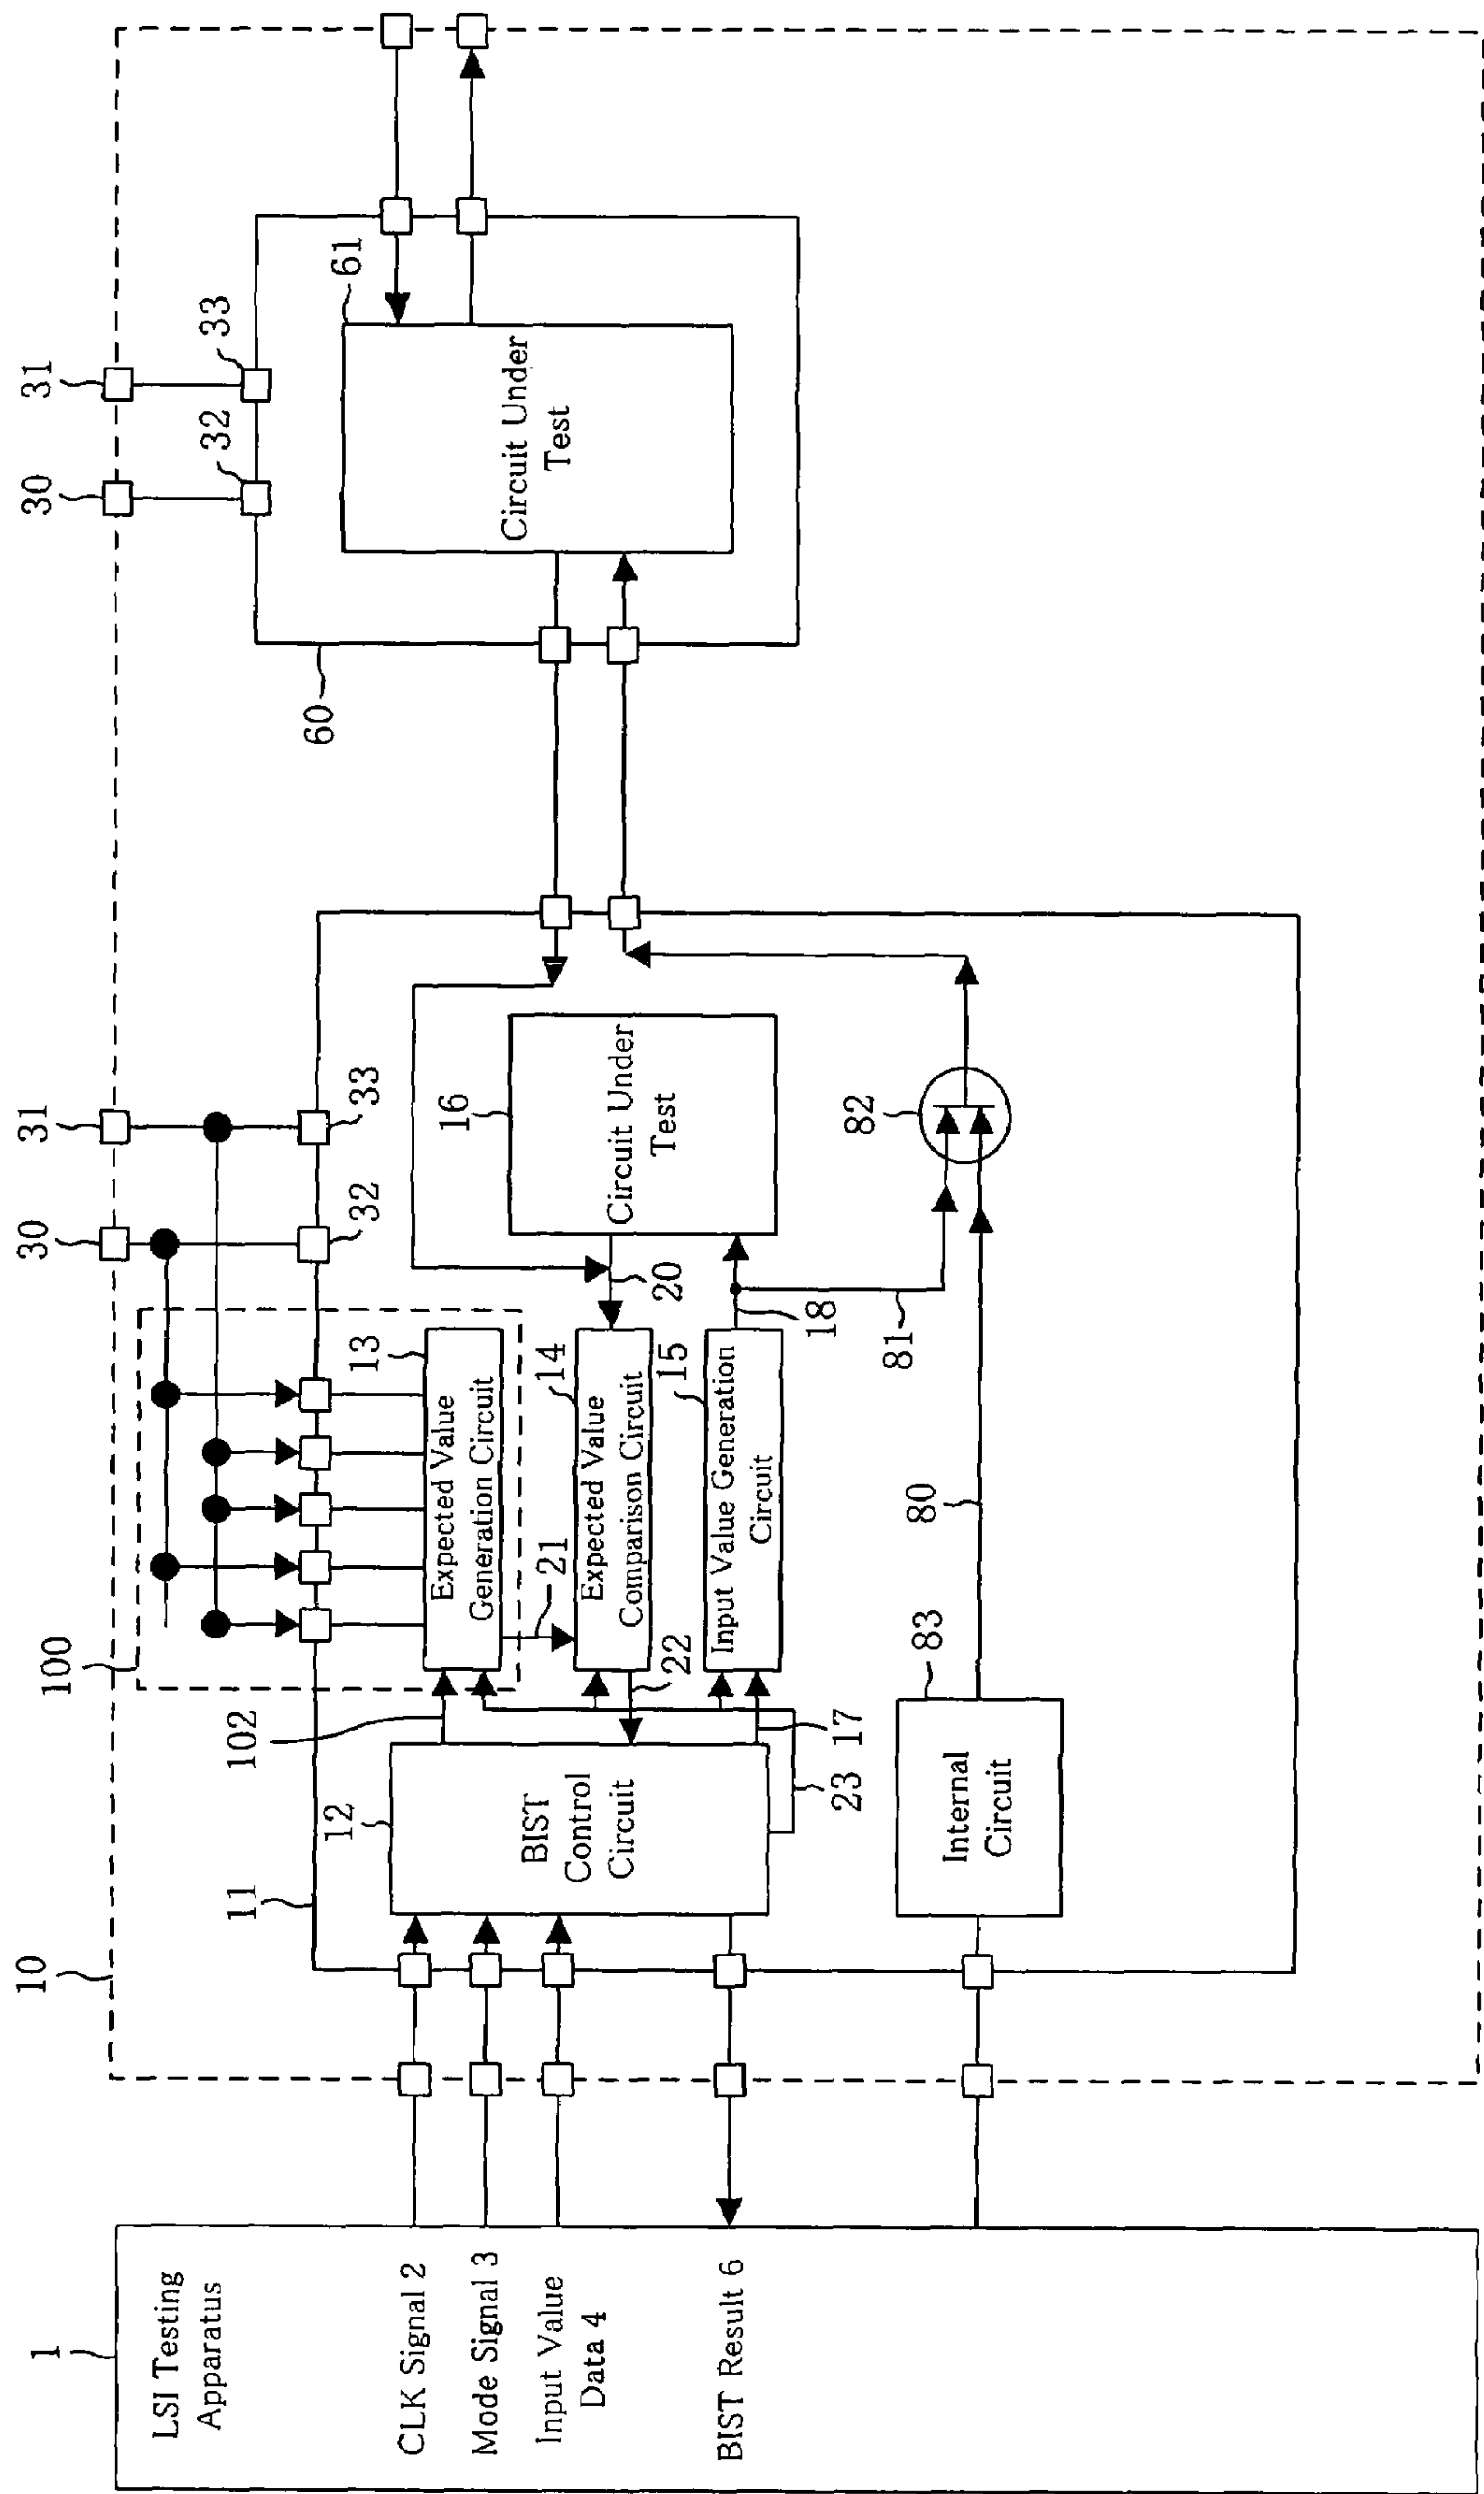 1
LSI Testing
Apparatus
CLK Signal 2
Mode Signal 3
Input Value
Data 4
BIST Result 6
10
11
12
BIST
Control
Circuit
23
17
102
22
21
100
13
Expected Value
Generation Circuit
14
Expected Value
Comparison Circuit
15
Input Value Generation
Circuit
83
Internal
Circuit
80
81
18
20
82
16
Circuit Under
Test
30
31
32
33
60
61
Circuit Under
Test
30
31
32
33